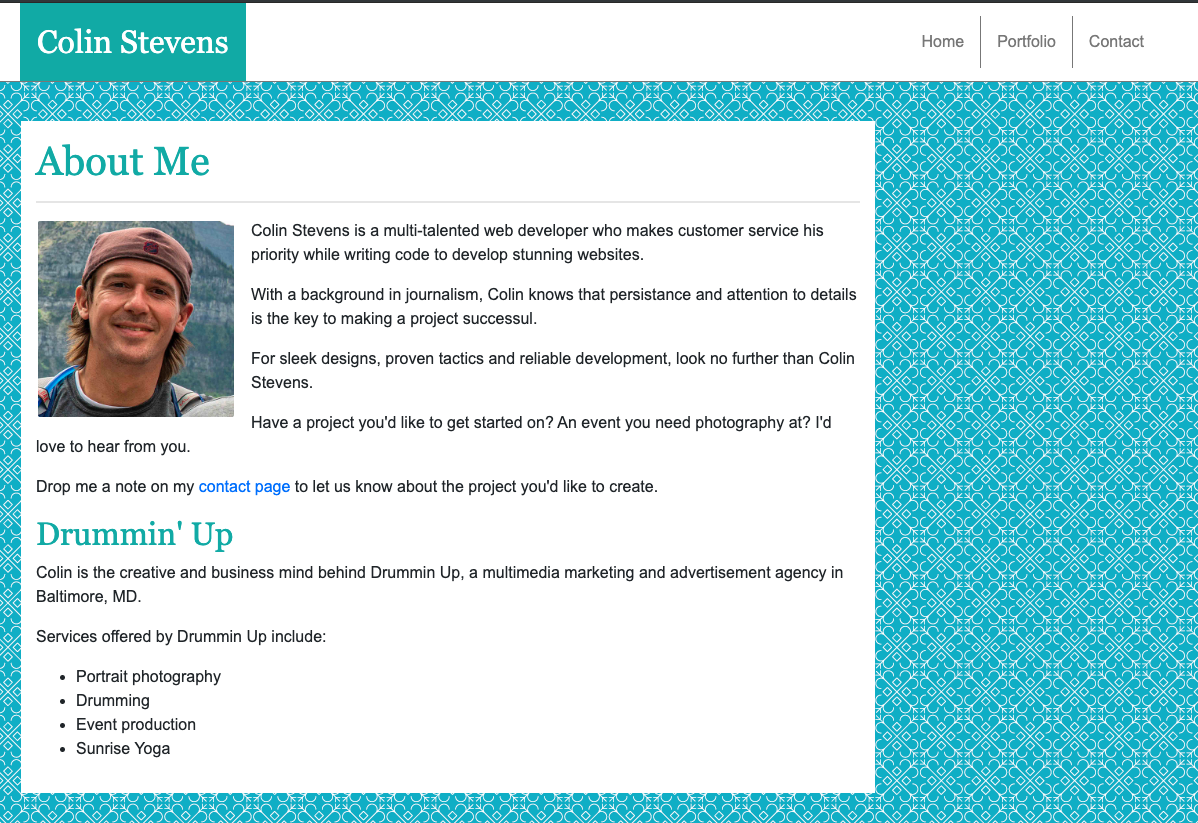 Colin Stevens
Home
Portfolio
Contact
About Me
Colin Stevens is a multi-talented web developer who makes customer service his
priority while writing code to develop stunning websites.
With a background in journalism, Colin knows that persistance and attention to details
is the key to making a project successul.
For sleek designs, proven tactics and reliable development, look no further than Colin
Stevens.
Have a project you'd like to get started on? An event you need photography at? I'd
love to hear from you.
Drop me a note on my contact page to let us know about the project you'd like to create.
Drummin' Up
Colin is the creative and business mind behind Drummin Up, a multimedia marketing and advertisement agency in
Baltimore, MD.
Services offered by Drummin Up include:
• Portrait photography
• Drumming
• Event production
• Sunrise Yoga